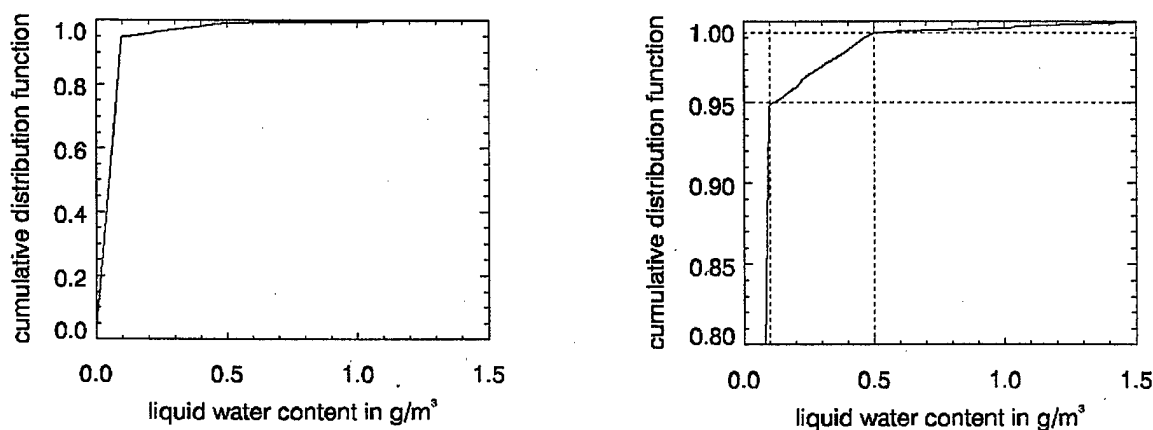 cumulative distribution function
1.0
0.8
0.6
0.4
0.2
0.0
0.0 0.5 1.0 1.5
liquid water content in g/m³
cumulative distribution function
1.00
0.95
0.90
0.85
0.80
0.0 0.5 1.0 1.5
liquid water content in g/m³